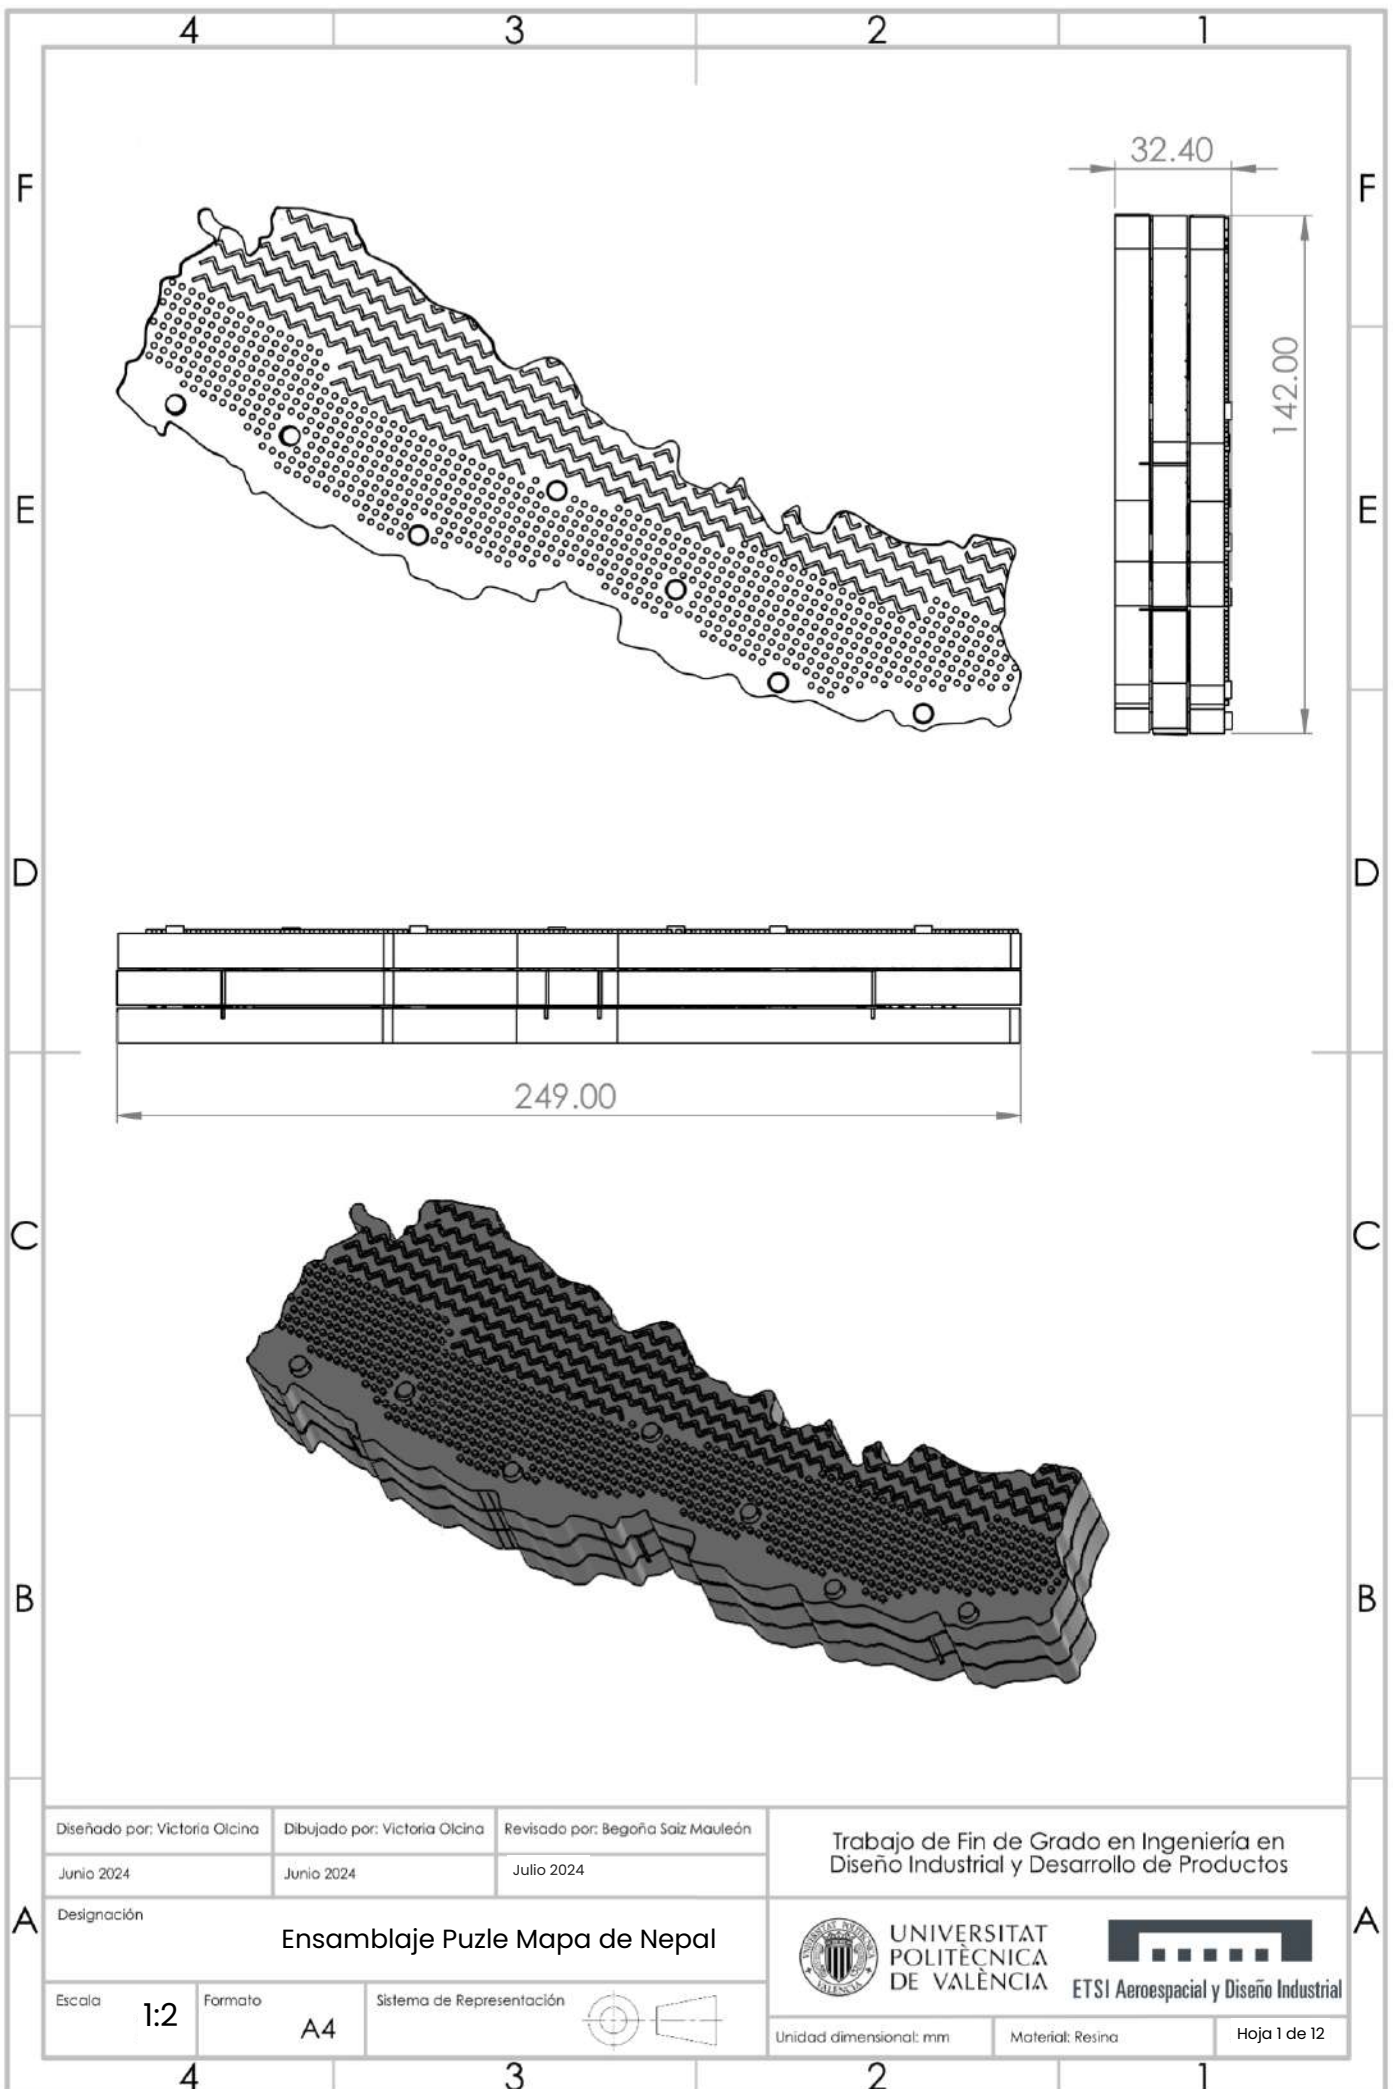 4 3 2 1
32.40
F F
142.00
E E
D D
249.00
C C
B B
Diseñado por: Victoria Olcina Dibujado por: Victoria Olcina Revisado por: Begoña Saiz Mauleón
Junio 2024 Junio 2024 Julio 2024
Trabajo de Fin de Grado en Ingeniería en
Diseño Industrial y Desarrollo de Productos
A A
Designación
Ensamblaje Puzle Mapa de Nepal
UNIVERSITAT
POLITÈCNICA
DE VALÈNCIA
ETSI Aeroespacial y Diseño Industrial
Escala 1:2 Formato A4 Sistema de Representación
Unidad dimensional: mm Material: Resina Hoja 1 de 12
4 3 2 1